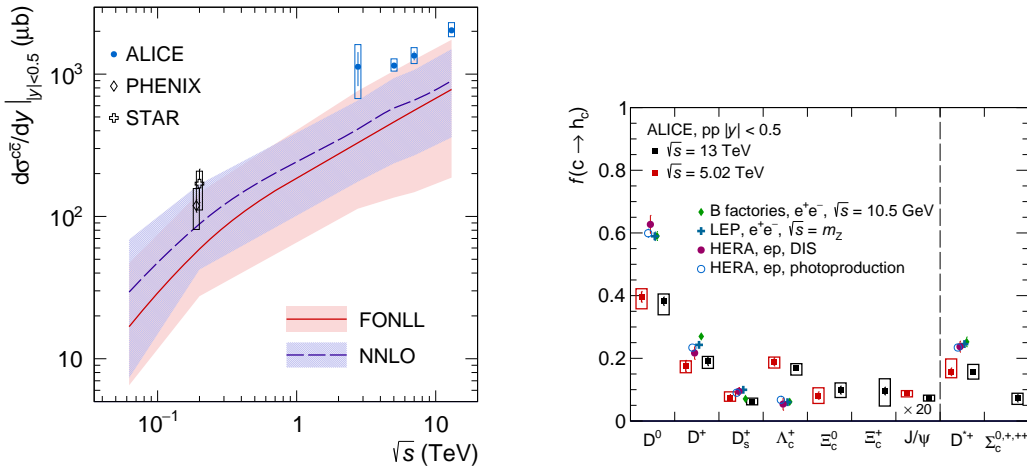 dσ^{cc̅}/dy|_{|y|<0.5} (μb)
10³
10²
10
ALICE
PHENIX
STAR
FONLL
NNLO
10⁻¹
1
10
√s (TeV)
f(c → h_c)
1
0.8
0.6
0.4
0.2
0
ALICE, pp |y| < 0.5
√s = 13 TeV
√s = 5.02 TeV
B factories, e⁺e⁻, √s = 10.5 GeV
LEP, e⁺e⁻, √s = m_Z
HERA, ep, DIS
HERA, ep, photoproduction
× 20
D⁰ D⁺ D_s⁺ Λ_c⁺ Ξ_c⁰ Ξ_c⁺ J/ψ D*⁺ Σ_c^{0,+,++}